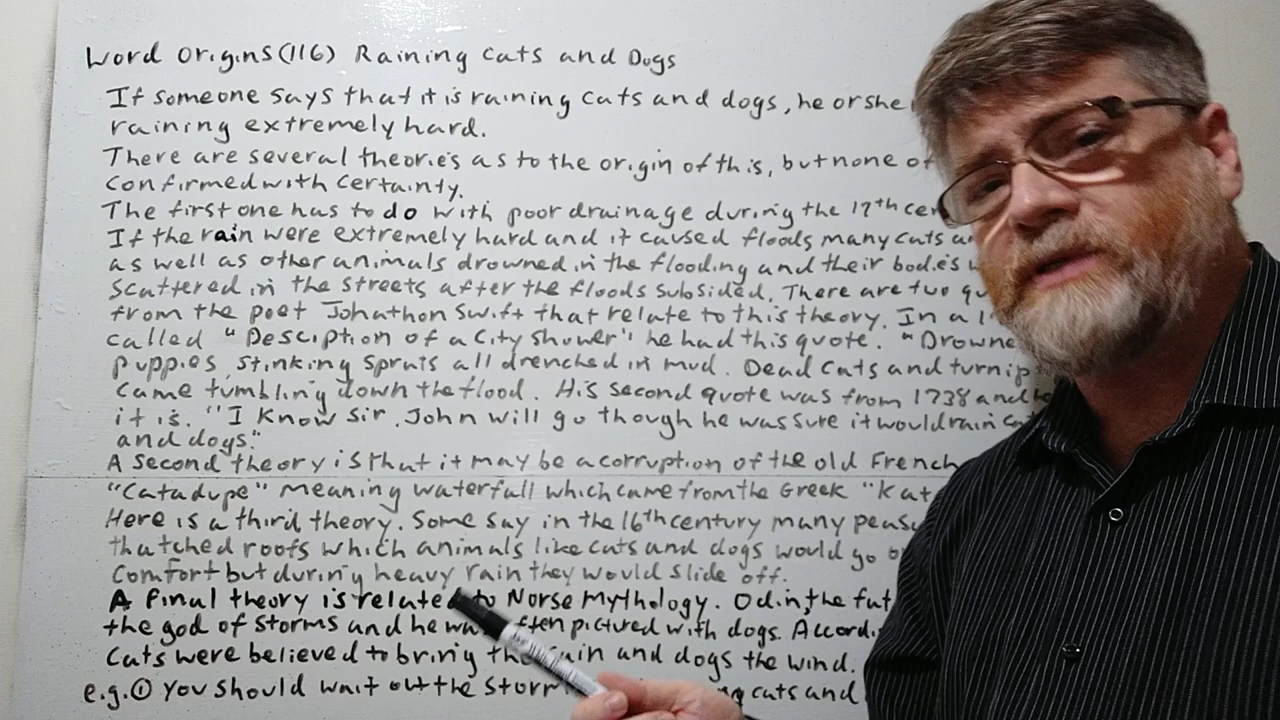 Word Origins (116) Raining Cats and Dogs
If someone says that it is raining cats and dogs, he or she
raining extremely hard.
There are several theories as to the origin of this, but none of
confirmed with certainty.
The first one has to do with poor drainage during the 17th cen
If the rain were extremely hard and it caused floods many cats a
as well as other animals drowned in the flooding and their bodies w
scattered in the streets after the floods subsided. There are two qu
from the poet Johnathon Swift that relate to this theory. In a 1
called "Desciption of a City Shower" he had this quote. "Drowne
puppies, stinking sprats all drenched in mud. Dead cats and turnip
came tumbling down the flood. His second quote was from 1738 and h
it is. "I know Sir. John will go though he was sure it would rain ca
and dogs."
A second theory is that it may be a corruption of the old French
"Catadupe" meaning waterfall which came from the Greek "kat
Here is a third theory. Some say in the 16th century many peas
thatched roofs which animals like cats and dogs would go o
comfort but during heavy rain they would slide off.
A final theory is related to Norse Mythology. Odin, the fat
the god of storms and he was often pictured with dogs. Accord
Cats were believed to bring the rain and dogs the wind.
e.g. ① You should wait out the storm cats and